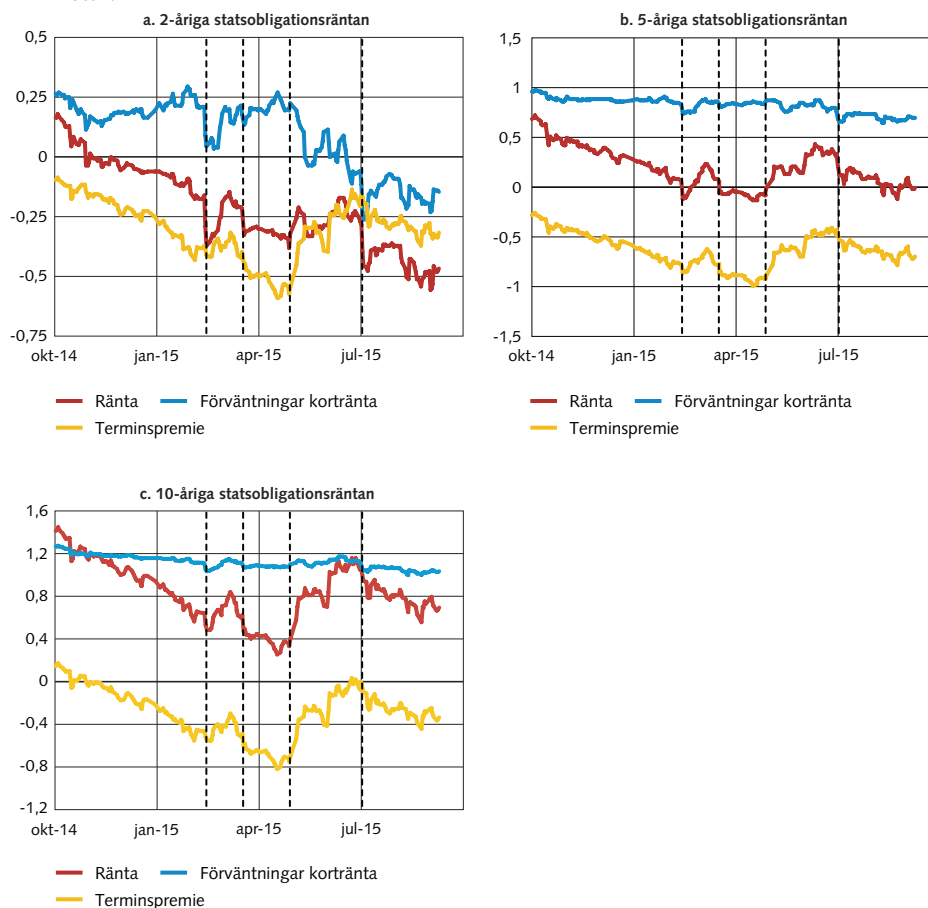 a. 2-åriga statsobligationsräntan
0,5
0,25
0
-0,25
-0,5
-0,75
okt-14 jan-15 apr-15 jul-15
Ränta Förväntningar kortränta
Terminspremie
b. 5-åriga statsobligationsräntan
1,5
1
0,5
0
-0,5
-1
-1,5
okt-14 jan-15 apr-15 jul-15
Ränta Förväntningar kortränta
Terminspremie
c. 10-åriga statsobligationsräntan
1,6
1,2
0,8
0,4
0
-0,4
-0,8
-1,2
okt-14 jan-15 apr-15 jul-15
Ränta Förväntningar kortränta
Terminspremie